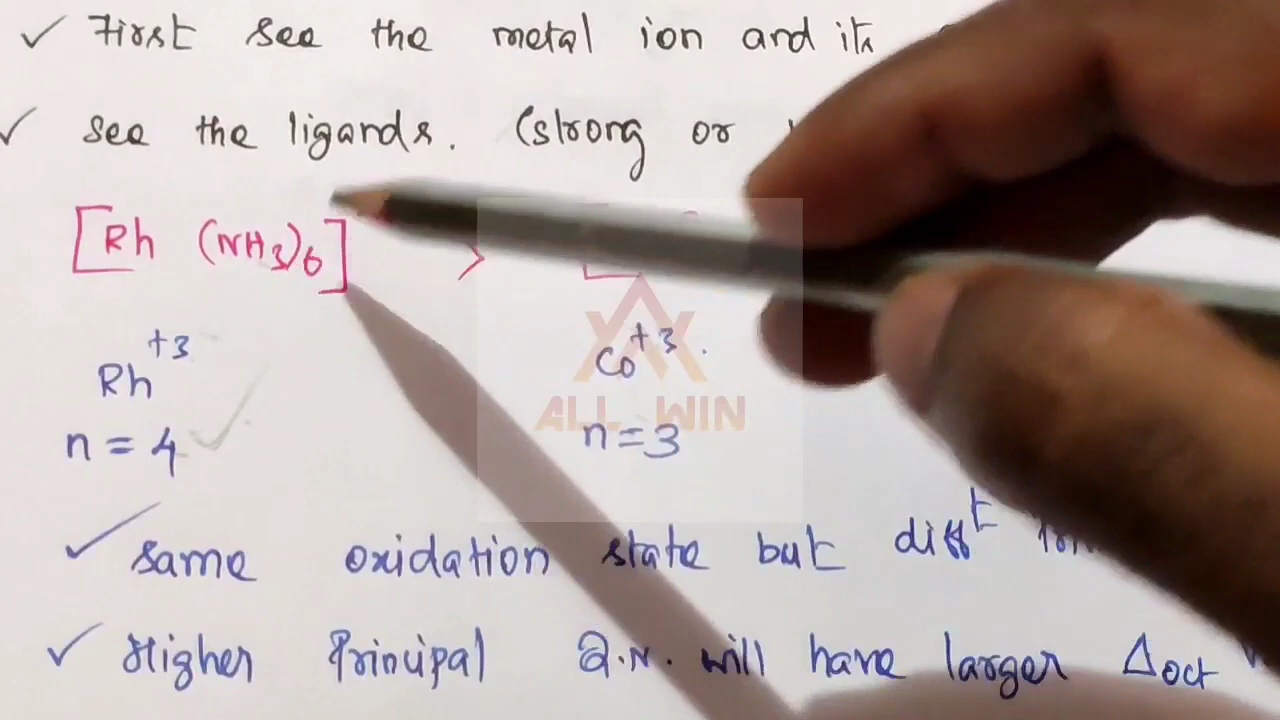 ✓ First see the metal ion and its
✓ see the ligands. (strong or
[Rh (NH3)6] >
Rh+3 Co+3.
n = 4 ✓ n=3
ALL WIN
✓ same oxidation state but diff^t
✓ Higher Principal Q.N. will have larger Δoct